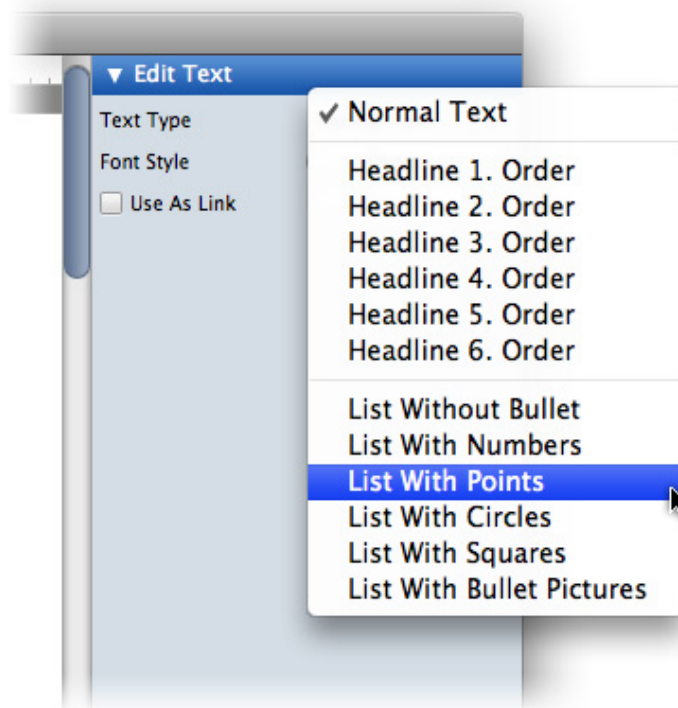 Edit Text
Text Type
Font Style
Use As Link
Normal Text
Headline 1. Order
Headline 2. Order
Headline 3. Order
Headline 4. Order
Headline 5. Order
Headline 6. Order
List Without Bullet
List With Numbers
List With Points
List With Circles
List With Squares
List With Bullet Pictures